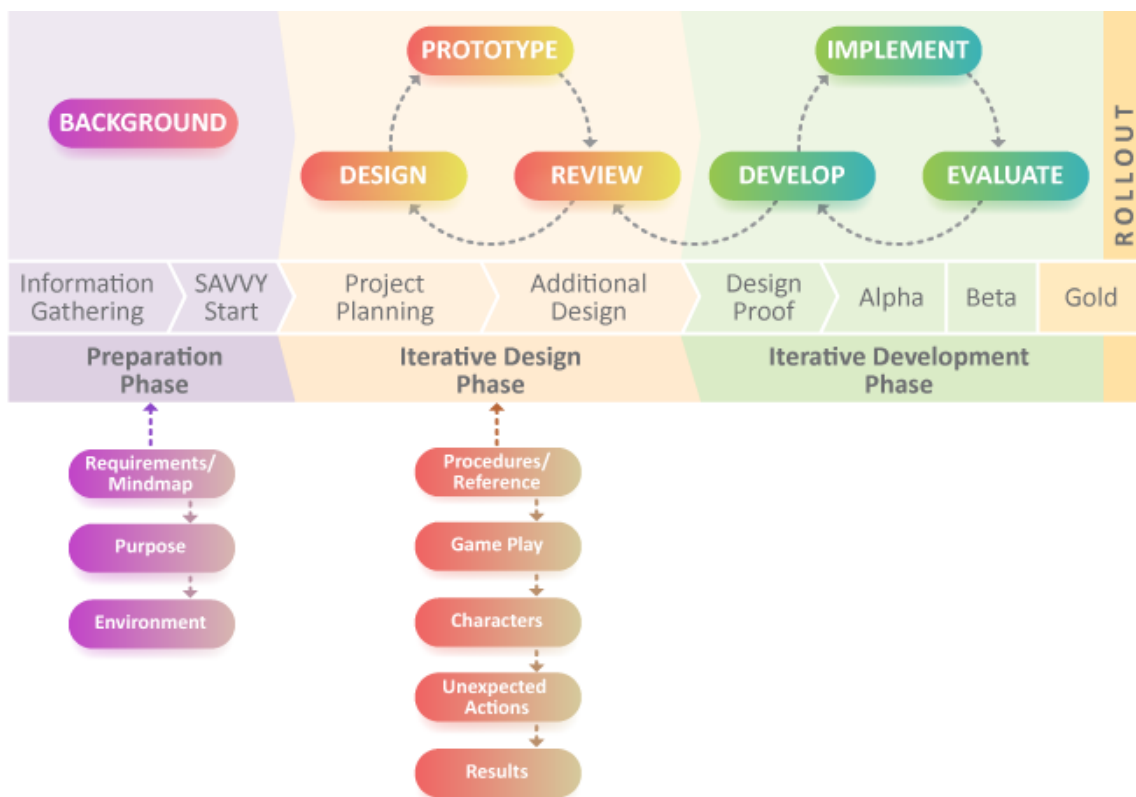 PROTOTYPE
IMPLEMENT
BACKGROUND
DESIGN
REVIEW
DEVELOP
EVALUATE
ROLLOUT
Information
Gathering
SAVVY
Start
Project
Planning
Additional
Design
Design
Proof
Alpha
Beta
Gold
Preparation
Phase
Iterative Design
Phase
Iterative Development
Phase
Requirements/
Mindmap
Purpose
Environment
Procedures/
Reference
Game Play
Characters
Unexpected
Actions
Results